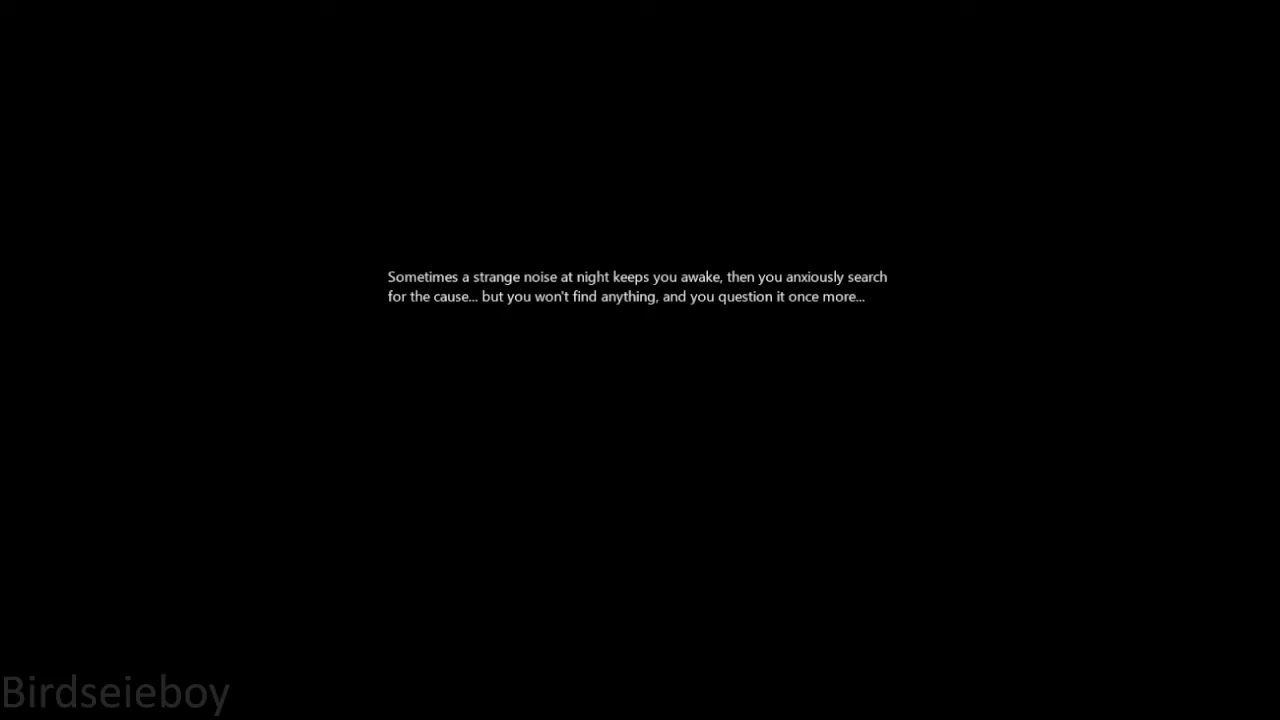 Sometimes a strange noise at night keeps you awake, then you anxiously search
for the cause... but you won't find anything, and you question it once more...
Birdseieboy